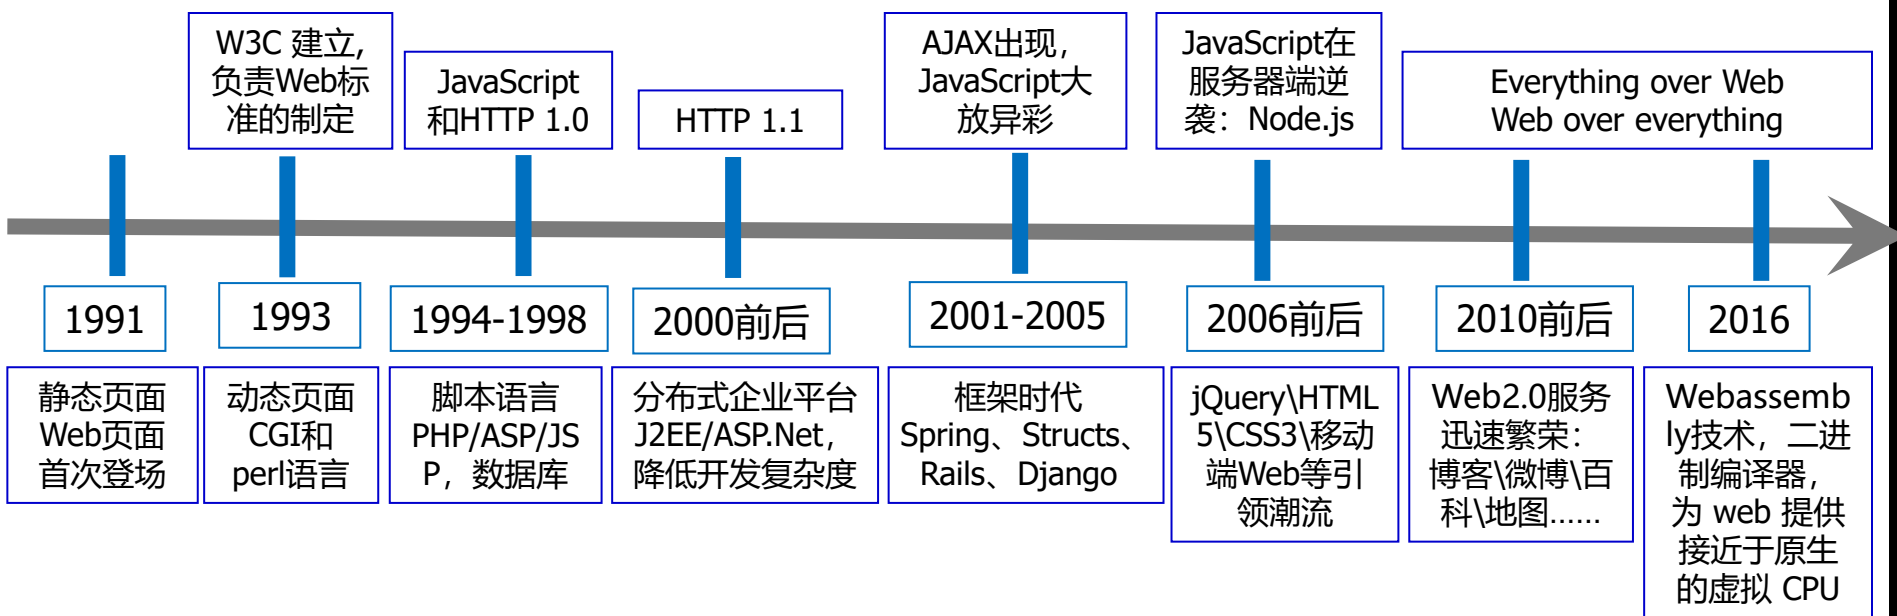 W3C 建立,
负责Web标
准的制定
JavaScript
和HTTP 1.0
HTTP 1.1
AJAX出现，
JavaScript大
放异彩
JavaScript在
服务器端逆
袭：Node.js
Everything over Web
Web over everything
1991
1993
1994-1998
2000前后
2001-2005
2006前后
2010前后
2016
静态页面
Web页面
首次登场
动态页面
CGI和
perl语言
脚本语言
PHP/ASP/JS
P，数据库
分布式企业平台
J2EE/ASP.Net，
降低开发复杂度
框架时代
Spring、Structs、
Rails、Django
jQuery\HTML
5\CSS3\移动
端Web等引
领潮流
Web2.0服务
迅速繁荣：
博客\微博\百
科\地图……
Webassemb
ly技术，二进
制编译器，
为 web 提供
接近于原生
的虚拟 CPU